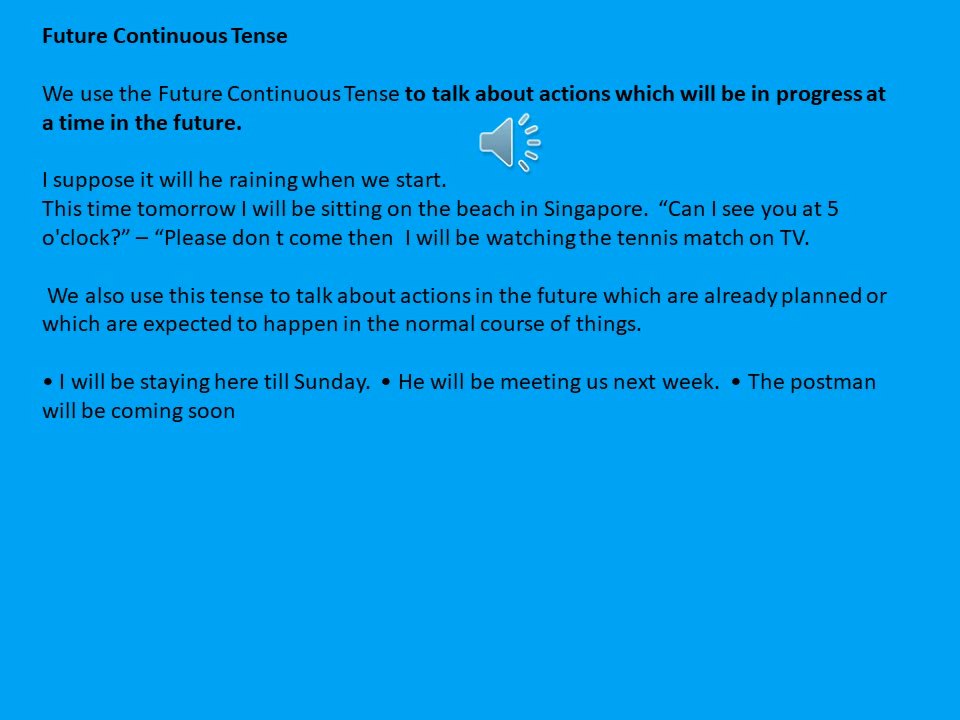 Future Continuous Tense
We use the Future Continuous Tense to talk about actions which will be in progress at
a time in the future.
I suppose it will he raining when we start.
This time tomorrow I will be sitting on the beach in Singapore.  “Can I see you at 5
o'clock?” – “Please don t come then  I will be watching the tennis match on TV.
We also use this tense to talk about actions in the future which are already planned or
which are expected to happen in the normal course of things.
• I will be staying here till Sunday.  • He will be meeting us next week.  • The postman
will be coming soon